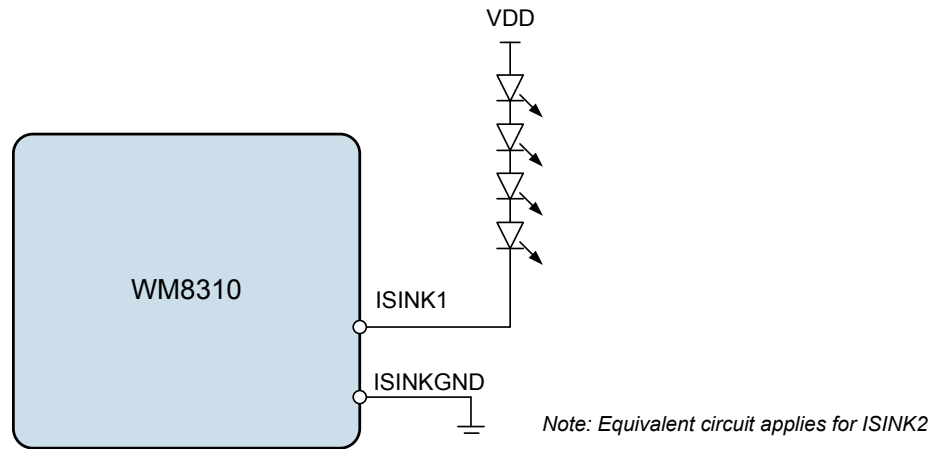 VDD
WM8310
ISINK1
ISINKGND
Note: Equivalent circuit applies for ISINK2